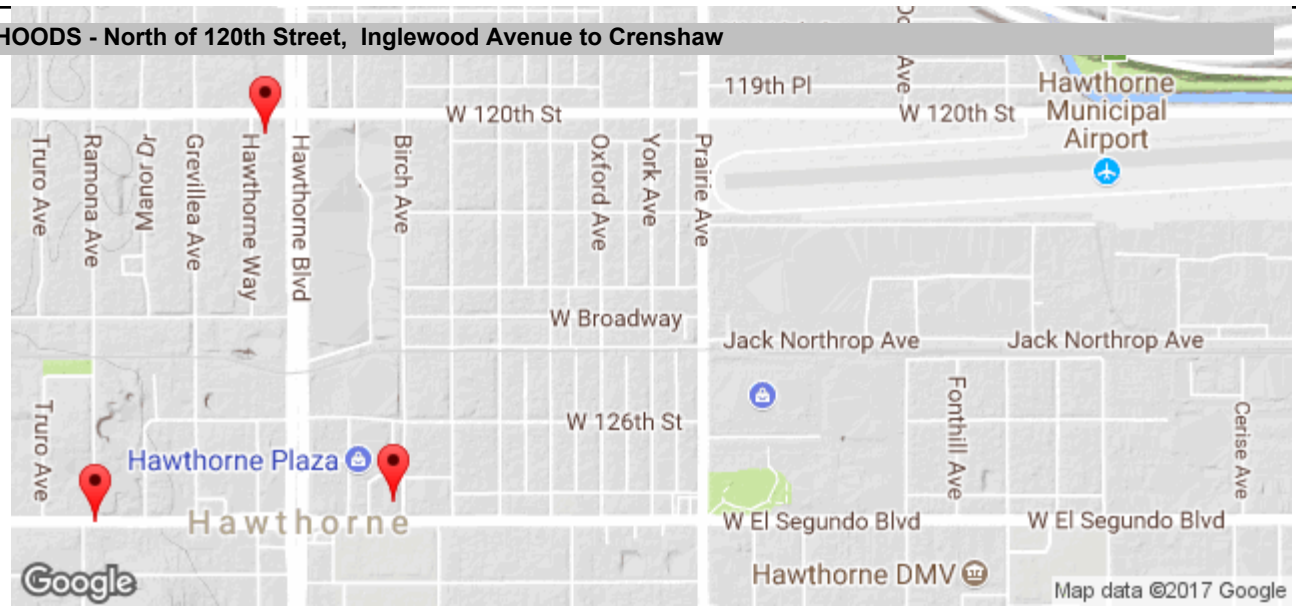 HOODS - North of 120th Street, Inglewood Avenue to Crenshaw
119th Pl
Hawthorne
Municipal
Airport
W 120th St
W 120th St
Truro Ave
Ramona Ave
Manor Dr
Grevillea Ave
Hawthorne Way
Hawthorne Blvd
Birch Ave
Oxford Ave
York Ave
Prairie Ave
Ave
W Broadway
Jack Northrop Ave
Jack Northrop Ave
Truro Ave
W 126th St
Fonthill Ave
Cerise Ave
Hawthorne Plaza
Hawthorne
W El Segundo Blvd
W El Segundo Blvd
Hawthorne DMV
Google
Map data ©2017 Google